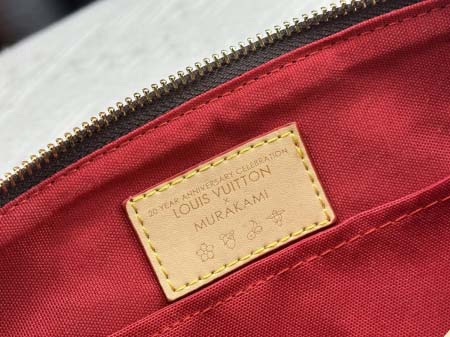 20 YEAR ANNIVERSARY CELEBRATION
LOUIS VUITTON
×
MURAKAMI